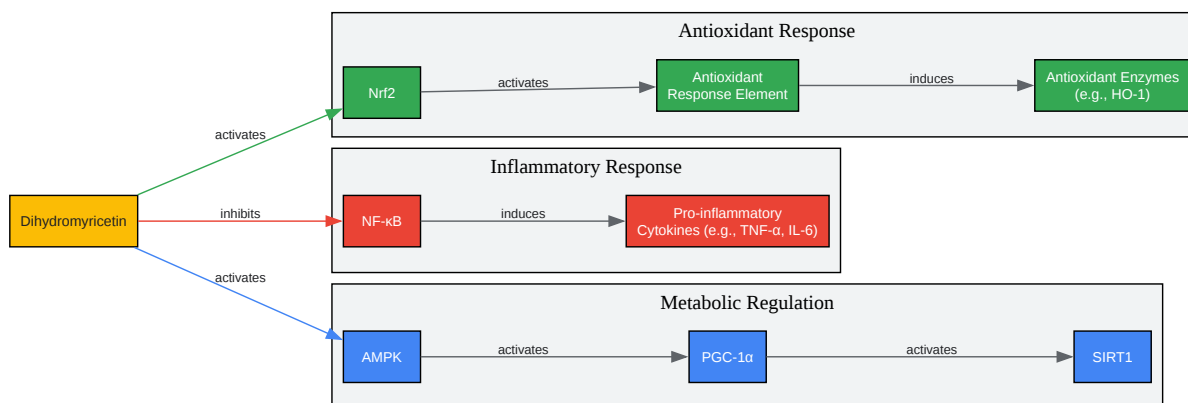 Antioxidant Response
Nrf2
activates
Antioxidant
Response Element
induces
Antioxidant Enzymes
(e.g., HO-1)
activates
Inflammatory Response
Dihydromyricetin
inhibits
NF-κB
induces
Pro-inflammatory
Cytokines (e.g., TNF-α, IL-6)
activates
Metabolic Regulation
AMPK
activates
PGC-1α
activates
SIRT1